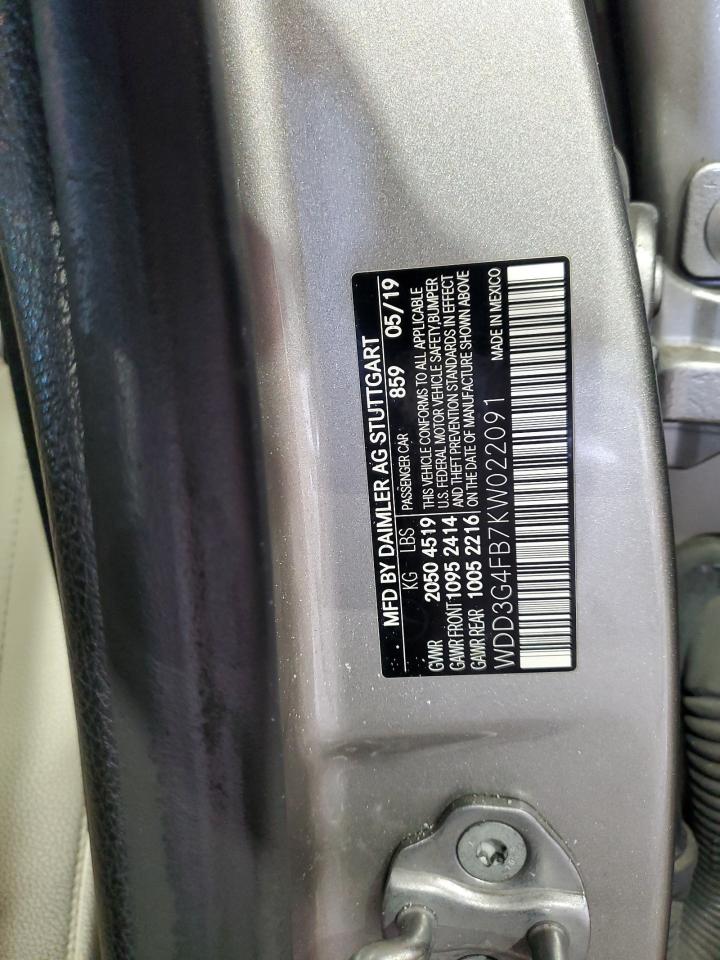 MFD BY DAIMLER AG STUTTGART
KG LBS PASSENGER CAR 859 05/19
GVWR 2050 4519 THIS VEHICLE CONFORMS TO ALL APPLICABLE
U.S. FEDERAL MOTOR VEHICLE SAFETY,BUMPER
GAWR FRONT 1095 2414 AND THEFT PREVENTION STANDARDS IN EFFECT
GAWR REAR 1005 2216 ON THE DATE OF MANUFACTURE SHOWN ABOVE
WDD3G4FB7KW022091 MADE IN MEXICO